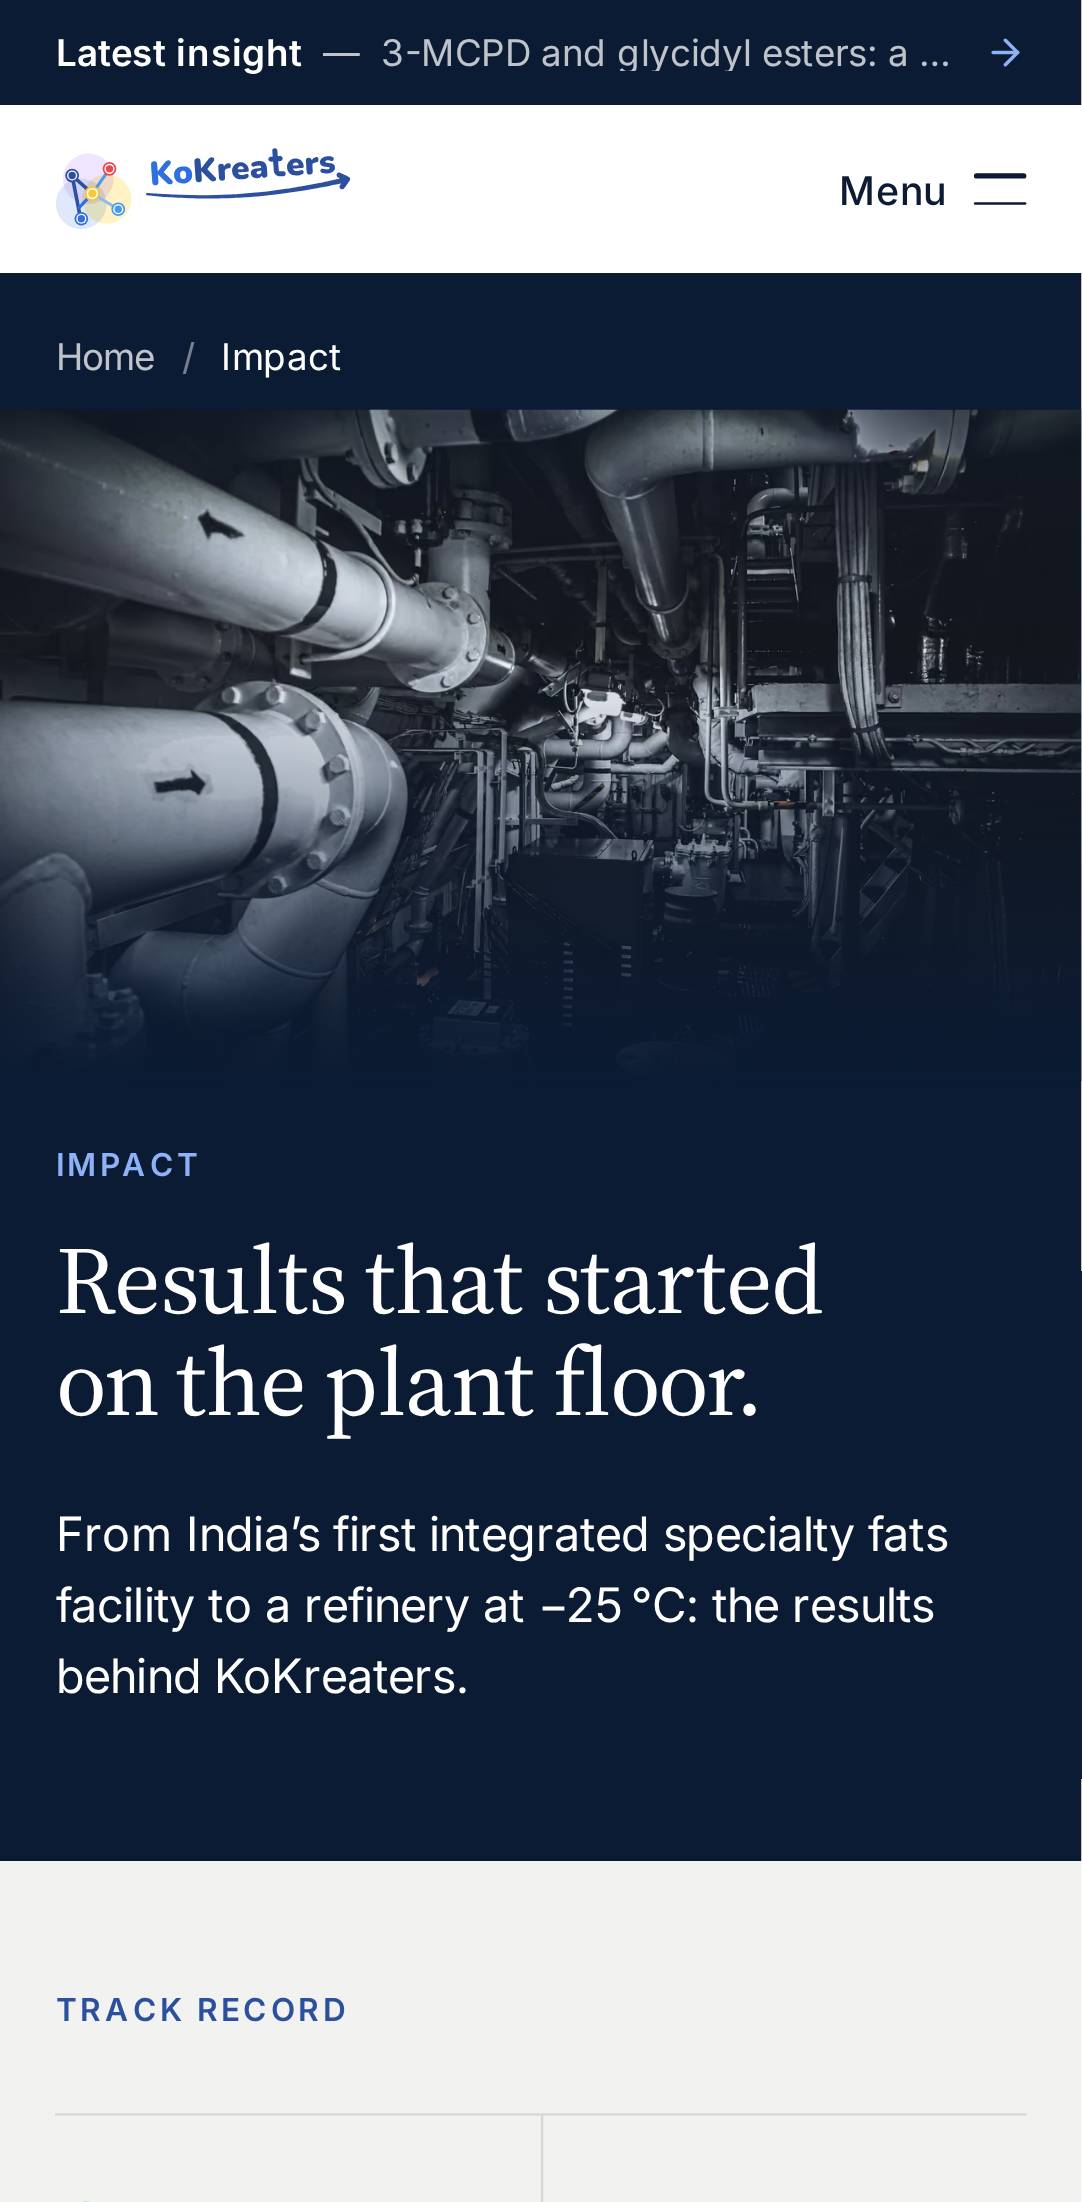 Latest insight — 3-MCPD and glycidyl esters: a ...
KoKreaters
Menu
Home / Impact
IMPACT
Results that started
on the plant floor.
From India’s first integrated specialty fats
facility to a refinery at −25 °C: the results
behind KoKreaters.
TRACK RECORD